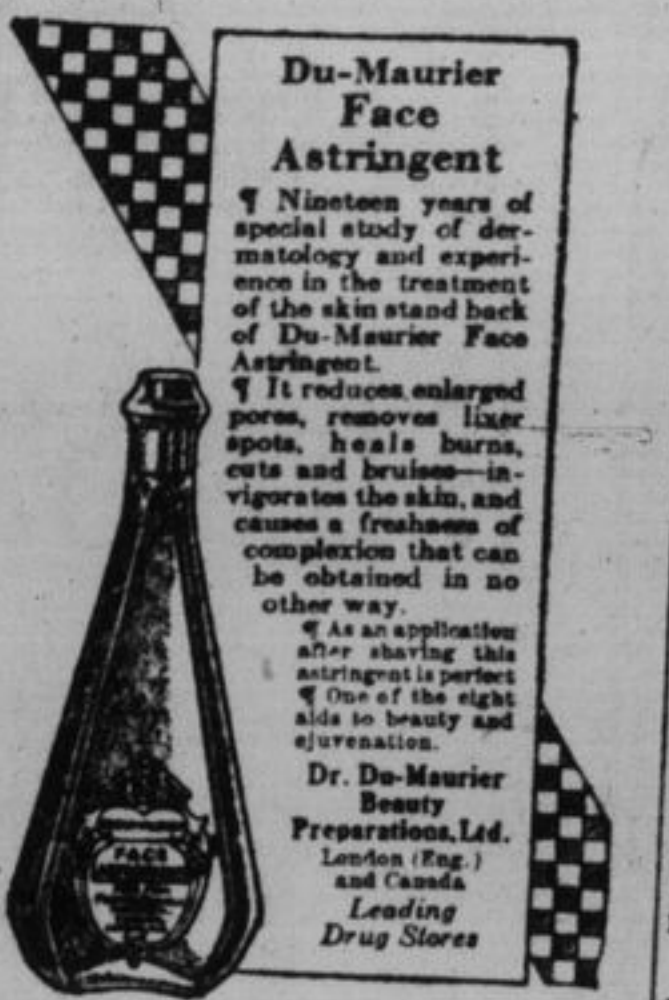 Du-Maurier
Face
Astringent
¶ Nineteen years of
special study of der-
matology and experi-
ence in the treatment
of the skin stand back
of Du-Maurier Face
Astringent.
¶ It reduces enlarged
pores, removes lixer
spots, heals burns,
cuts and bruises—in-
vigorates the skin, and
causes a freshness of
complexion that can
be obtained in no
other way.
¶ As an application
after shaving this
astringent is perfect
¶ One of the eight
aids to beauty and
ejuvenation.
Dr. Du-Maurier
Beauty
Preparations, Ltd.
London (Eng.)
and Canada
Leading
Drug Stores
FACE